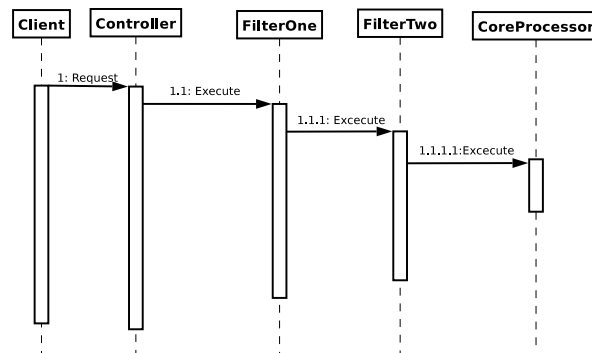 Client
Controller
FilterOne
FilterTwo
CoreProcessor
1: Request
1.1: Execute
1.1.1: Excecute
1.1.1.1:Excecute